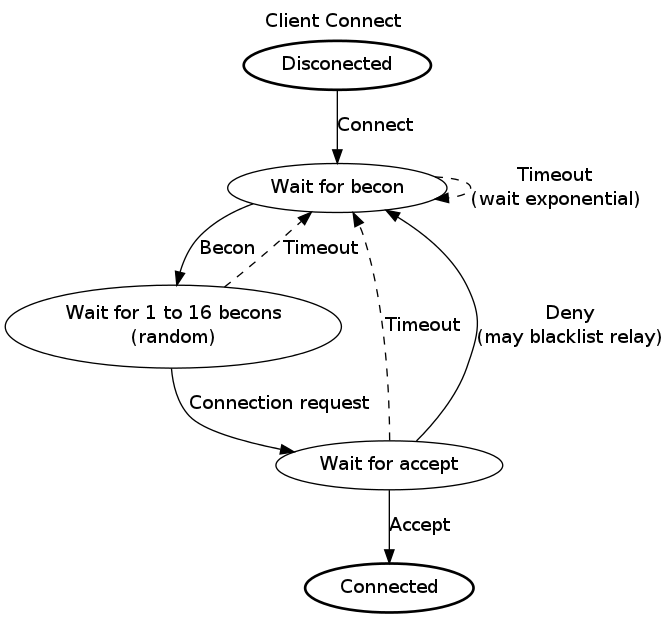 Client Connect
Disconected
Connect
Wait for becon
Timeout
(wait exponential)
Becon
Timeout
Wait for 1 to 16 becons
(random)
Timeout
Deny
(may blacklist relay)
Connection request
Wait for accept
Accept
Connected